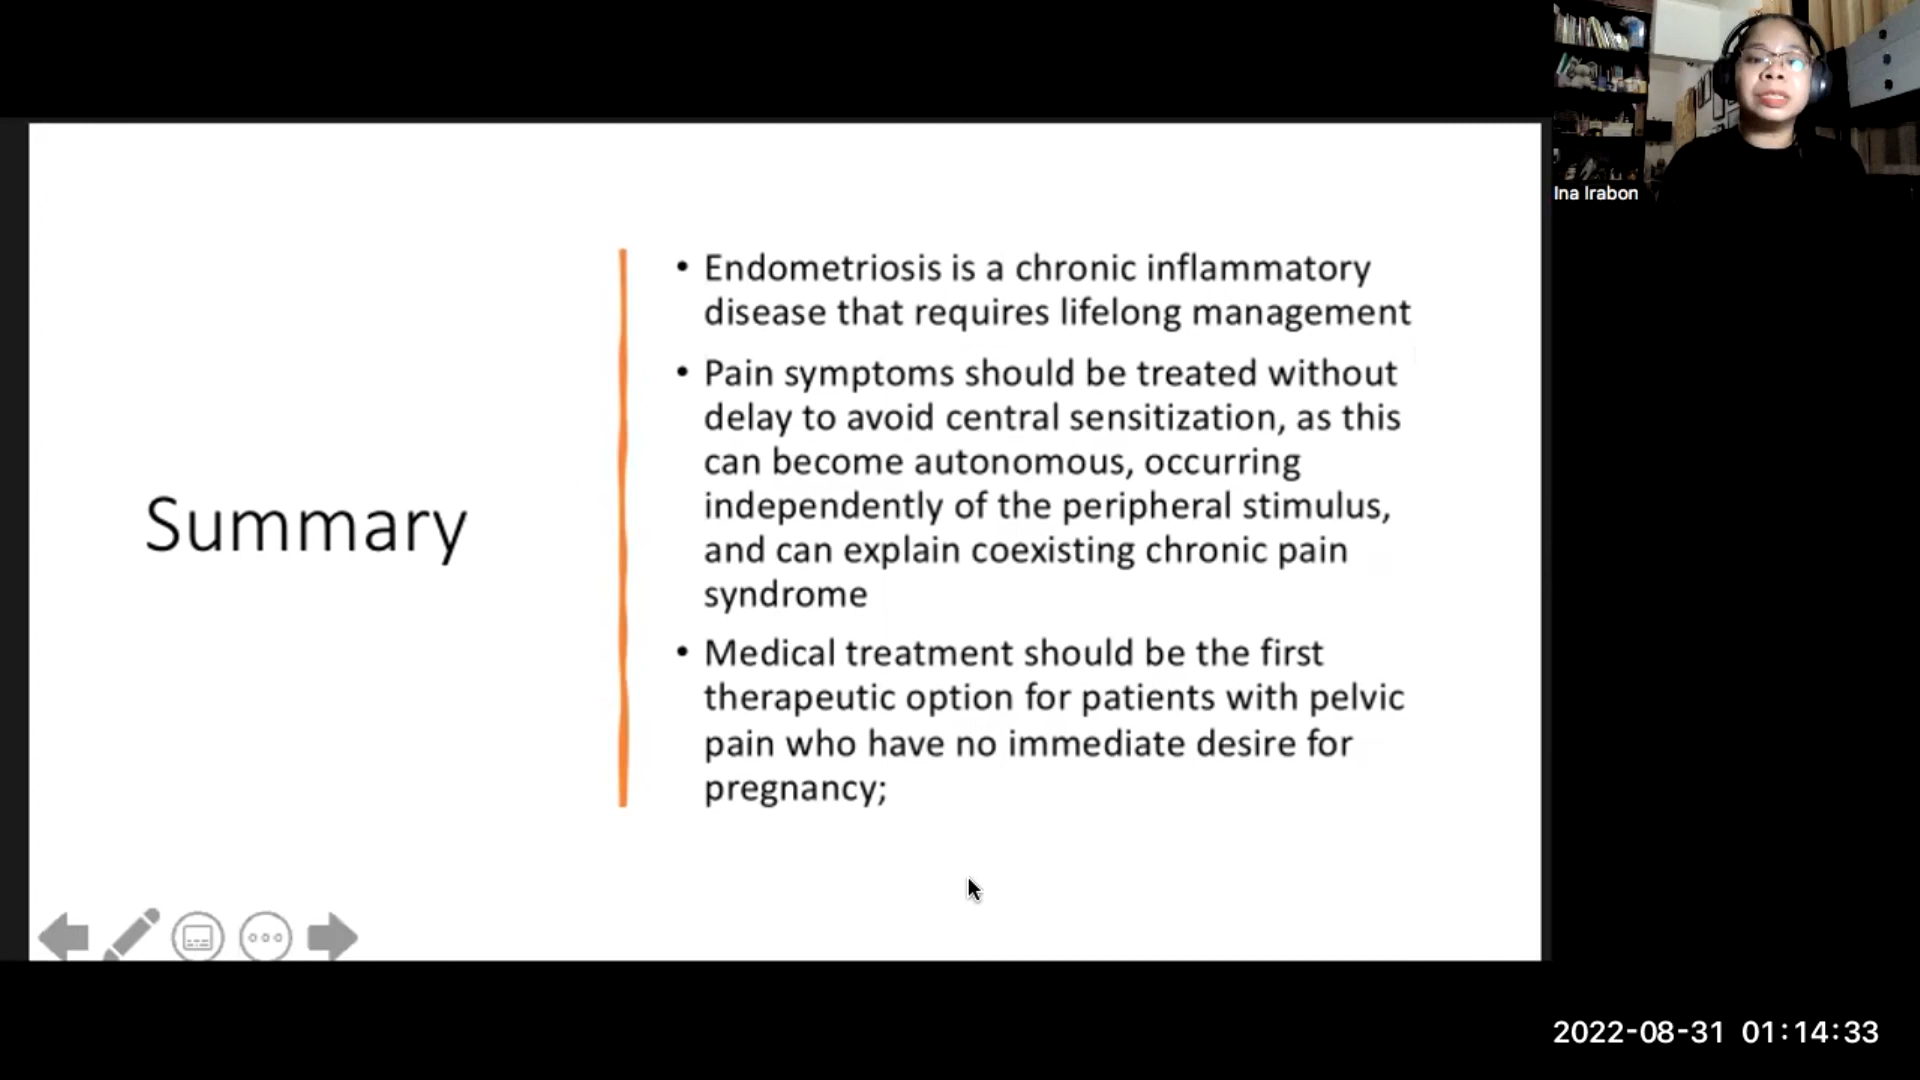 Ina Irabon
Summary
• Endometriosis is a chronic inflammatory
disease that requires lifelong management
• Pain symptoms should be treated without
delay to avoid central sensitization, as this
can become autonomous, occurring
independently of the peripheral stimulus,
and can explain coexisting chronic pain
syndrome
• Medical treatment should be the first
therapeutic option for patients with pelvic
pain who have no immediate desire for
pregnancy;
2022-08-31 01:14:33